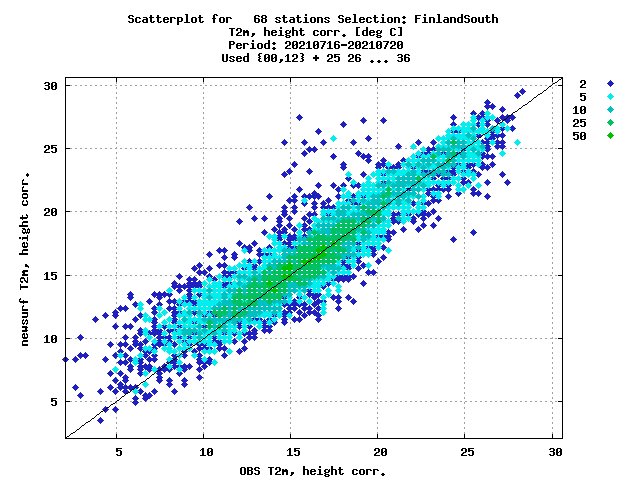 Scatterplot for   68 stations Selection: FinlandSouth
T2m, height corr. [deg C]
Period: 20210716-20210720
Used {00,12} + 25 26 ... 36
2
5
10
25
50
30
25
20
15
10
5
newsurf T2m, height corr.
5 10 15 20 25 30
OBS T2m, height corr.